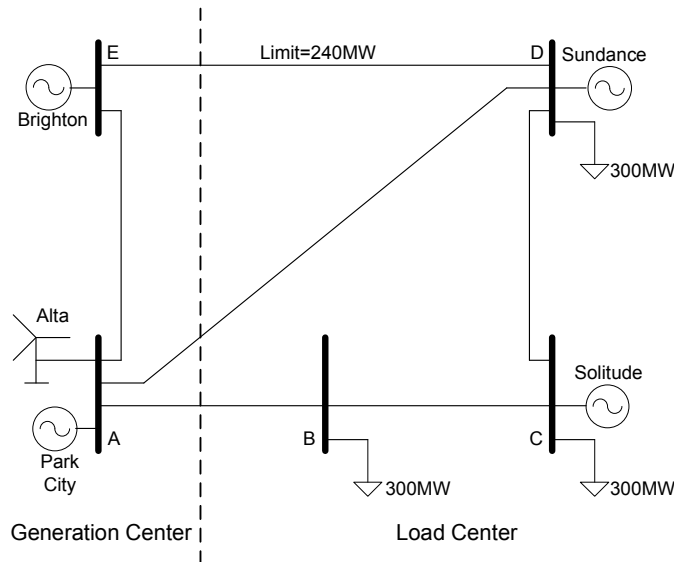 E
Limit=240MW
D
Sundance
Brighton
300MW
Alta
Solitude
A
B
C
Park
City
300MW
300MW
Generation Center
Load Center